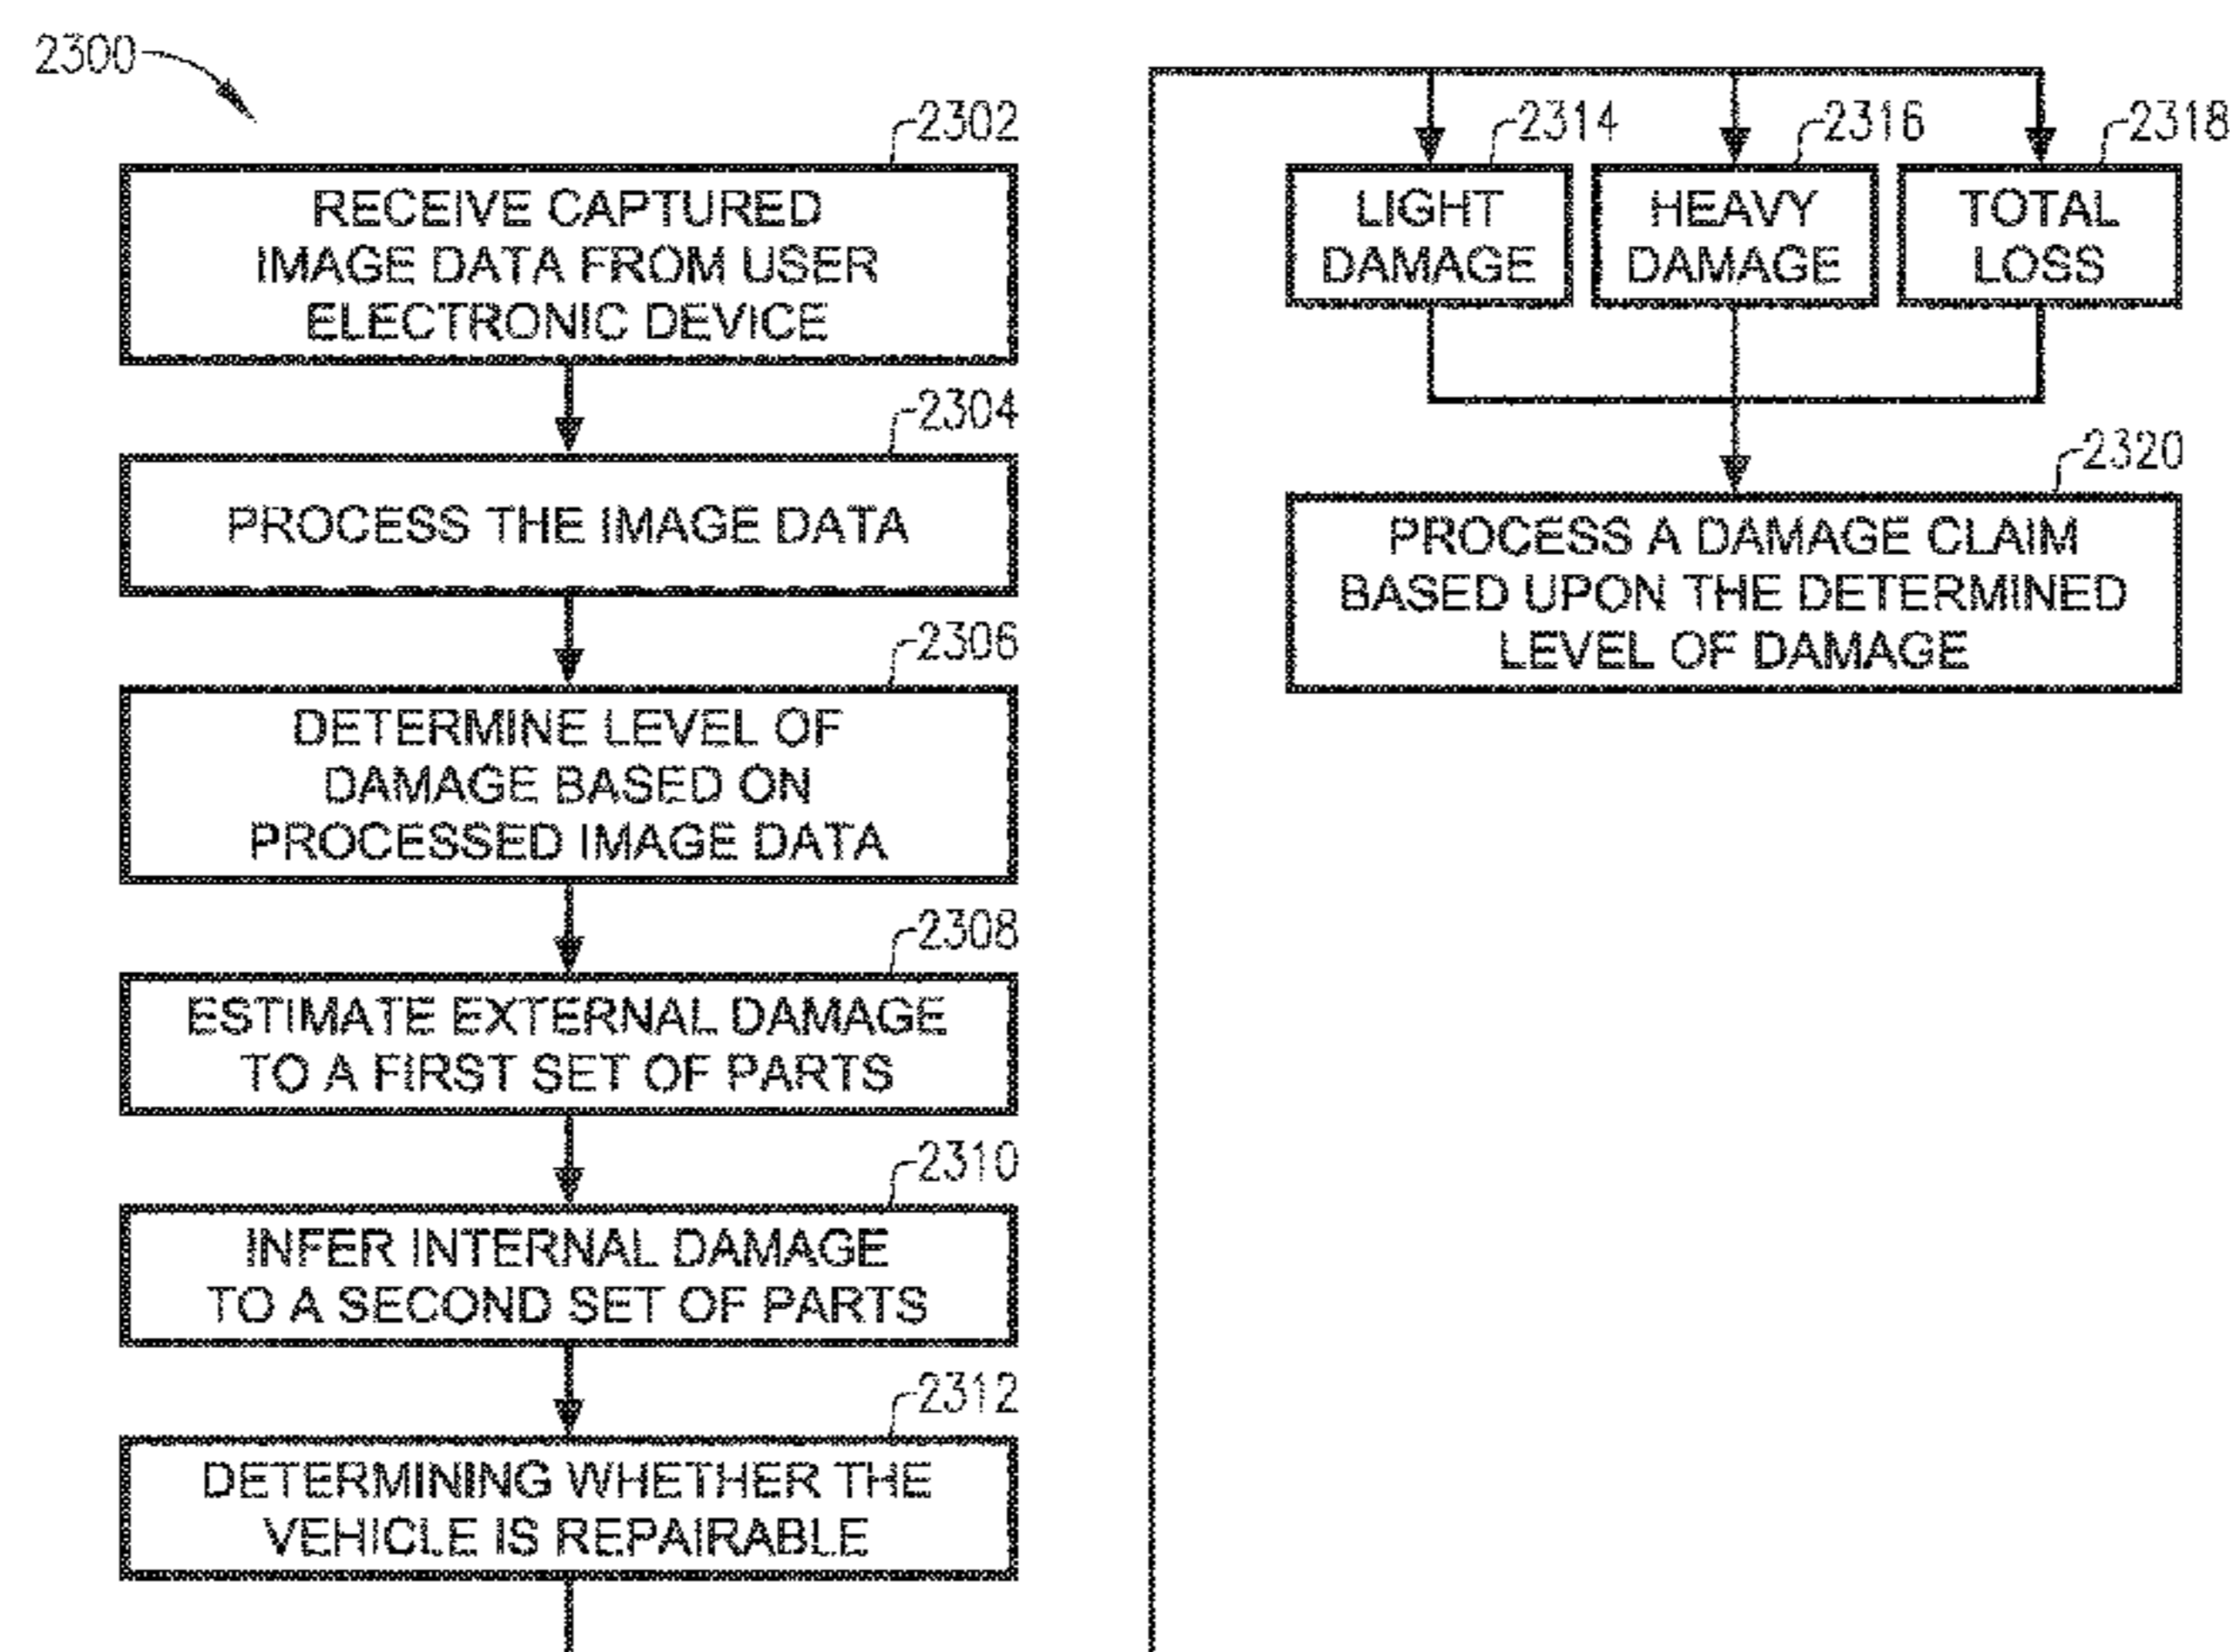 2300
2302
RECEIVE CAPTURED
IMAGE DATA FROM USER
ELECTRONIC DEVICE
2304
PROCESS THE IMAGE DATA
2306
DETERMINE LEVEL OF
DAMAGE BASED ON
PROCESSED IMAGE DATA
2308
ESTIMATE EXTERNAL DAMAGE
TO A FIRST SET OF PARTS
2310
INFER INTERNAL DAMAGE
TO A SECOND SET OF PARTS
2312
DETERMINING WHETHER THE
VEHICLE IS REPAIRABLE
2314
LIGHT
DAMAGE
2316
HEAVY
DAMAGE
2318
TOTAL
LOSS
2320
PROCESS A DAMAGE CLAIM
BASED UPON THE DETERMINED
LEVEL OF DAMAGE